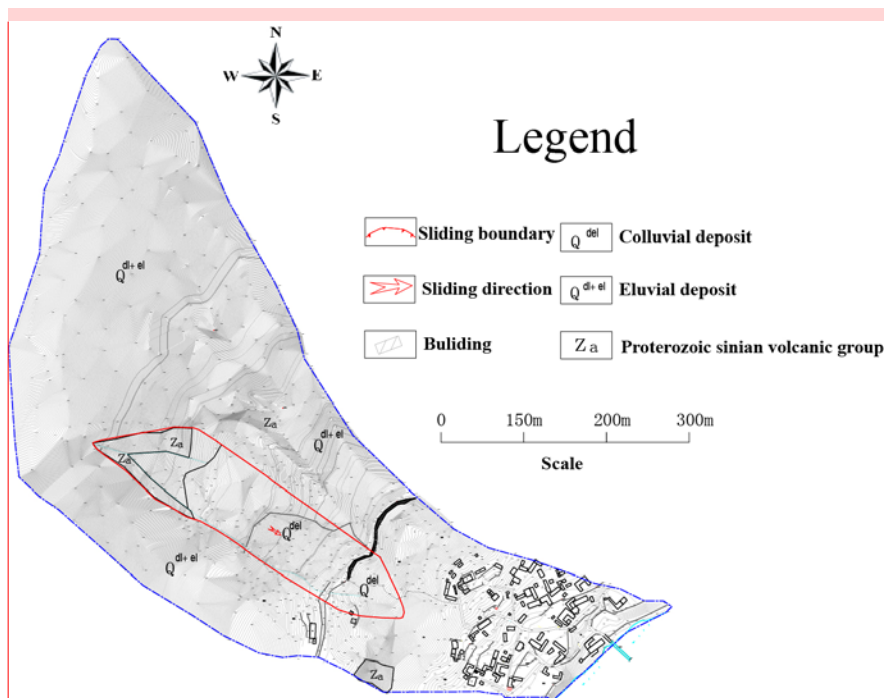 N
W E
S
Legend
Sliding boundary Q del Colluvial deposit
Sliding direction Q dl+ el Eluvial deposit
Buliding Za Proterozoic sinian volcanic group
0 150m 200m 300m
Scale
Q dl+ el
Za
Za
Za
Q dl+ el
Q del
Q dl+ el
Q del
Za